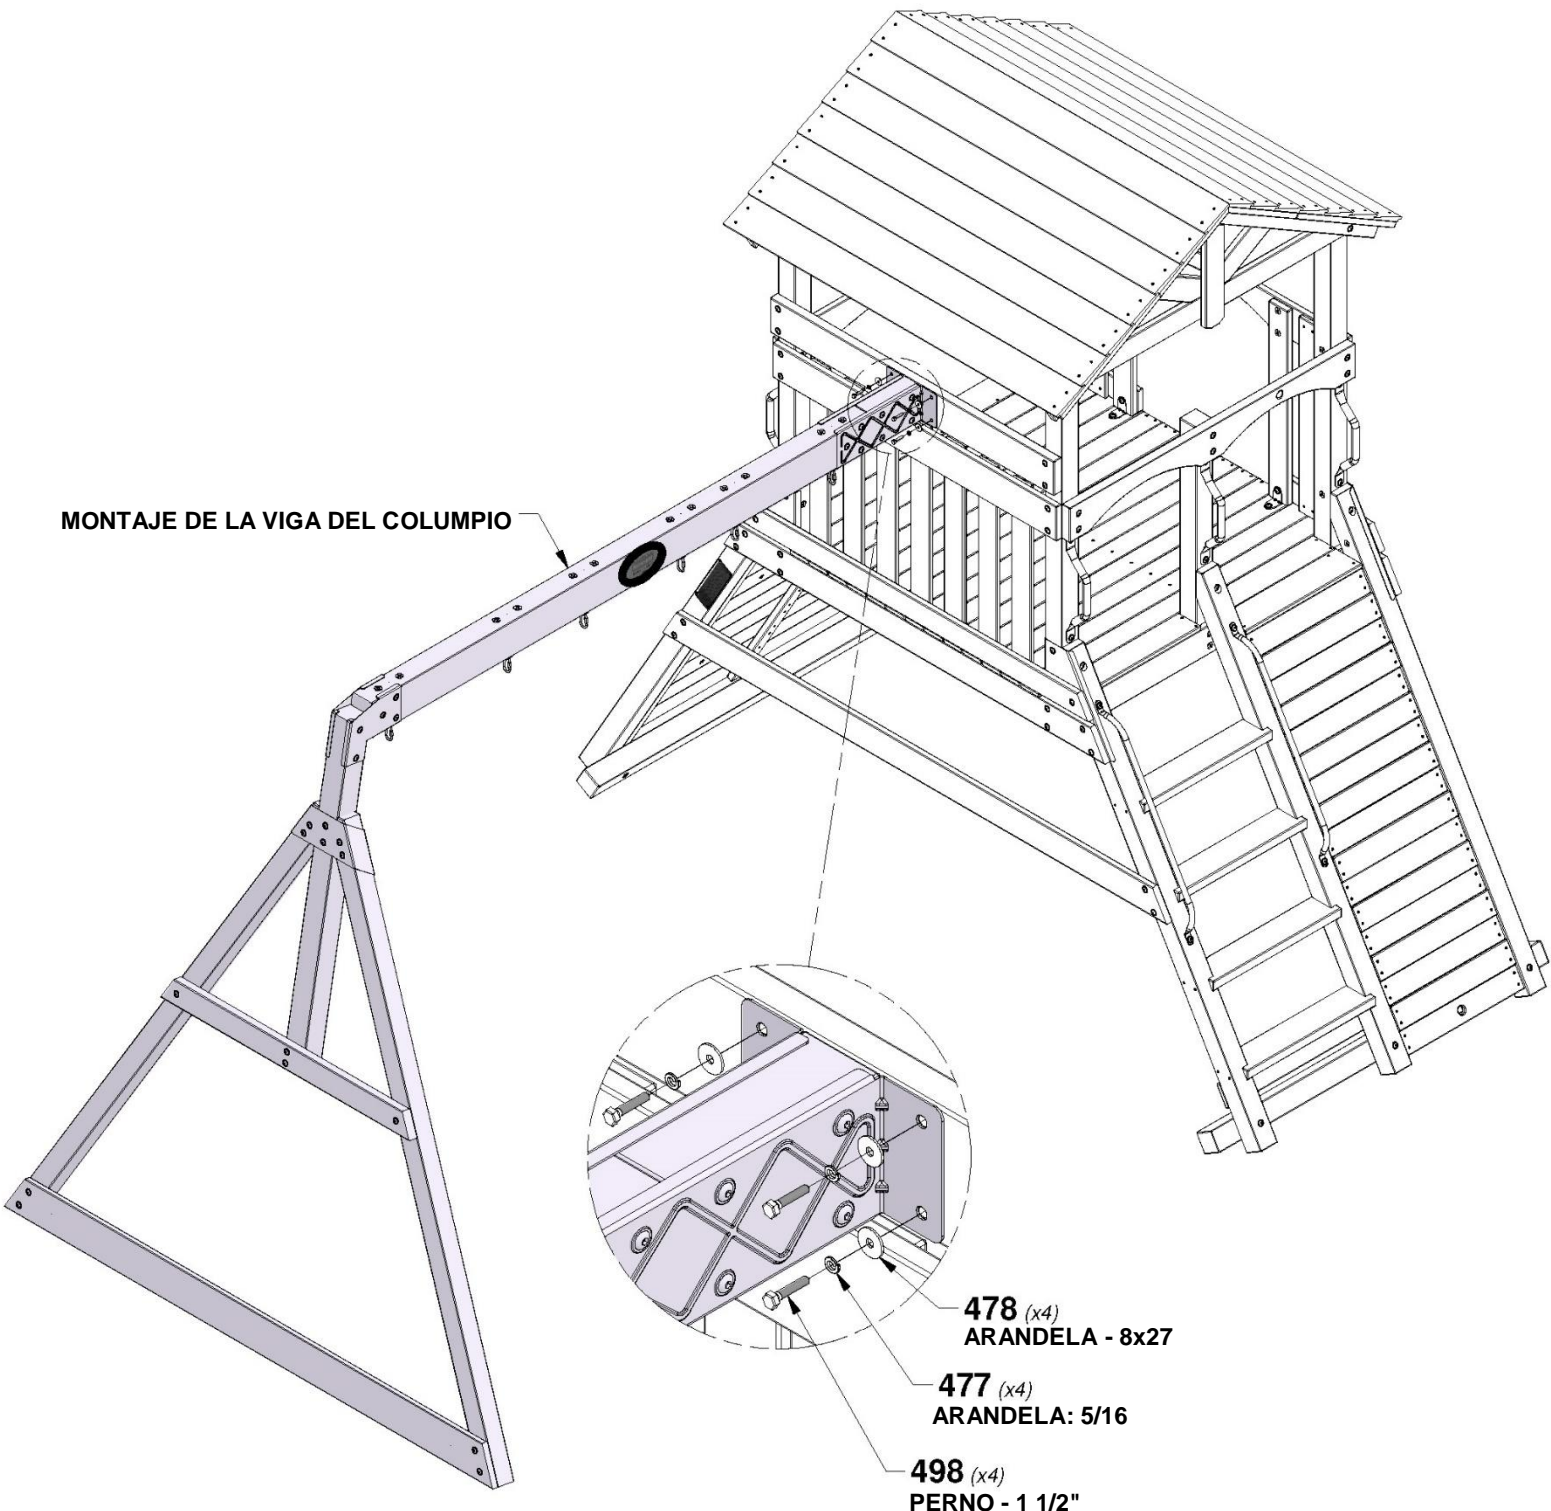 MONTAJE DE LA VIGA DEL COLUMPIO
478 (x4)
ARANDELA - 8x27
477 (x4)
ARANDELA: 5/16
498 (x4)
PERNO - 1 1/2"